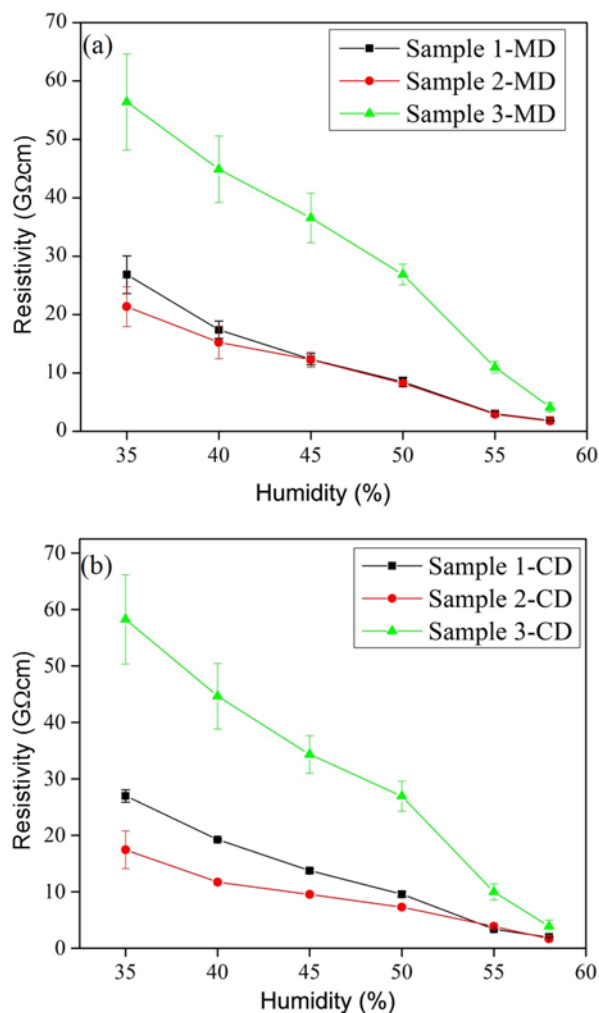 (a)
Sample 1-MD
Sample 2-MD
Sample 3-MD
Resistivity (GΩcm)
70
60
50
40
30
20
10
0
35 40 45 50 55 60
Humidity (%)
(b)
Sample 1-CD
Sample 2-CD
Sample 3-CD
Resistivity (GΩcm)
70
60
50
40
30
20
10
0
35 40 45 50 55 60
Humidity (%)